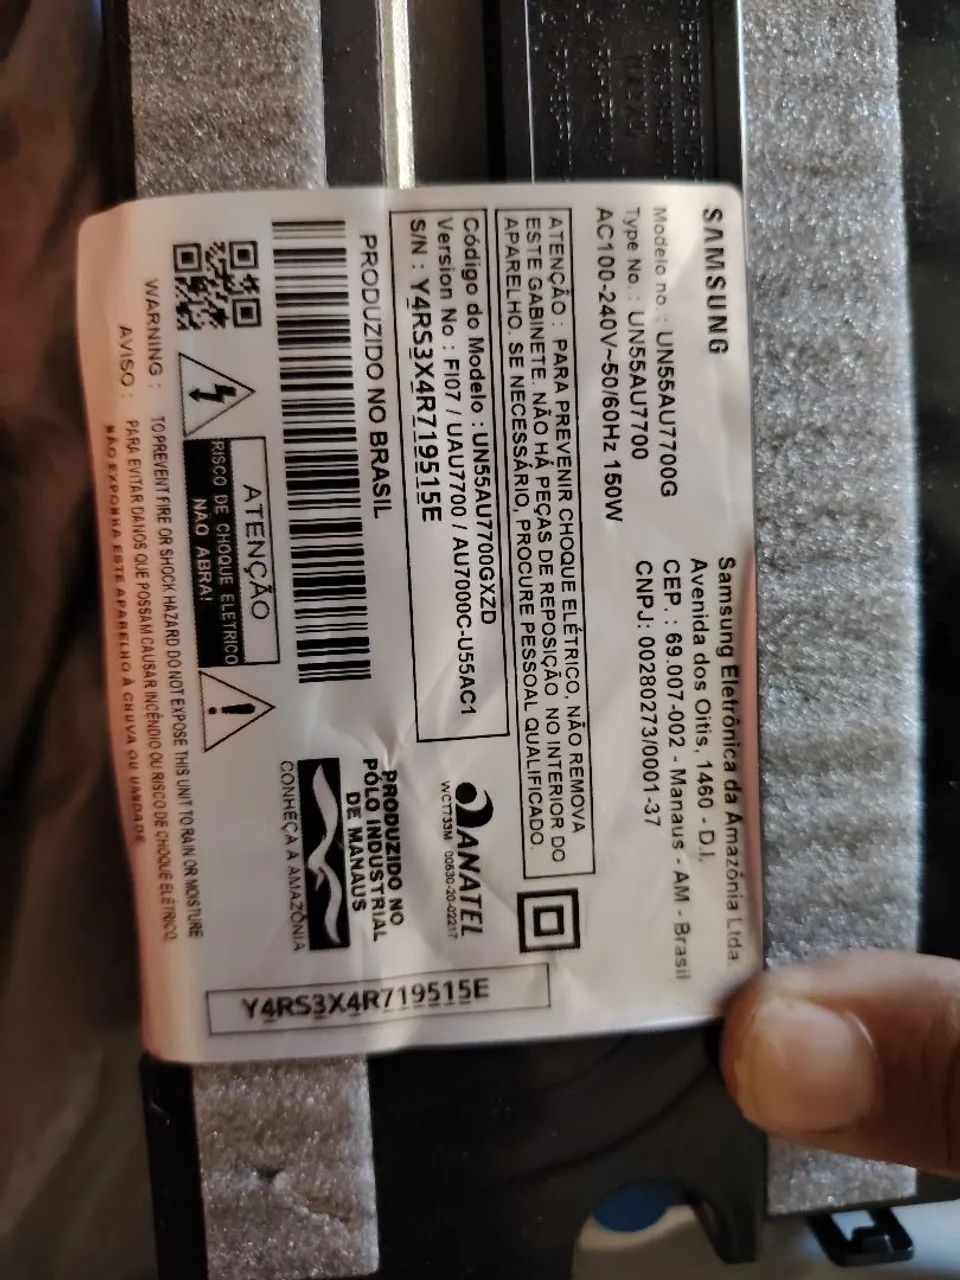 SAMSUNG
Modelo no.: UN55AU7700G
Type No.: UN55AU7700
AC100-240V~50/60Hz 150W
Samsung Eletrônica da Amazônia Ltda.
Avenida dos Oitis, 1460 - D.I.
CEP.: 69.007-002 - Manaus - AM - Brasil
CNPJ: 00280273/0001-37
ATENÇÃO : PARA PREVENIR CHOQUE ELÉTRICO, NÃO REMOVA
ESTE GABINETE. NÃO HÁ PEÇAS DE REPOSIÇÃO NO INTERIOR DO
APARELHO. SE NECESSÁRIO, PROCURE PESSOAL QUALIFICADO.
Código do Modelo : UN55AU7700GXZD
Version No : FI07 / UAU7700 / AU7000C-U55AC1
S/N : Y4RS3X4R719515E
ANATEL
WCT733M 00630-20-02217
PRODUZIDO NO BRASIL
PRODUZIDO NO
PÓLO INDUSTRIAL
DE MANAUS
CONHEÇA A AMAZÔNIA
ATENÇÃO
RISCO DE CHOQUE ELETRICO
NÃO ABRA!
WARNING : TO PREVENT FIRE OR SHOCK HAZARD DO NOT EXPOSE THIS UNIT TO RAIN OR MOISTURE
AVISO : PARA EVITAR DANOS QUE POSSAM CAUSAR INCÊNDIO OU RISCO DE CHOQUE ELÉTRICO,
NÃO EXPONHA ESTE APARELHO À CHUVA OU UMIDADE
Y4RS3X4R719515E